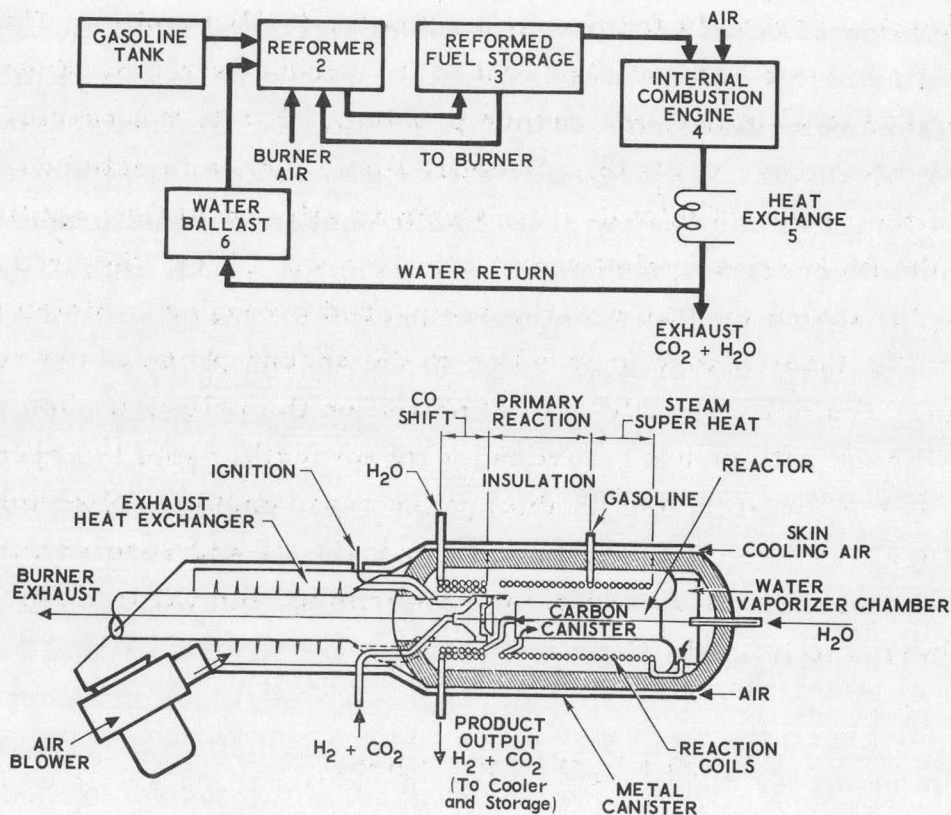 GASOLINE
TANK
1
REFORMER
2
REFORMED
FUEL STORAGE
3
AIR
INTERNAL
COMBUSTION
ENGINE
4
BURNER
AIR
TO BURNER
WATER
BALLAST
6
HEAT
EXCHANGE
5
WATER RETURN
EXHAUST
CO₂ + H₂O
CO
SHIFT
PRIMARY
REACTION
STEAM
SUPER HEAT
IGNITION
H₂O
INSULATION
REACTOR
GASOLINE
EXHAUST
HEAT EXCHANGER
SKIN
COOLING AIR
BURNER
EXHAUST
WATER
VAPORIZER CHAMBER
CARBON
CANISTER
H₂O
AIR
AIR
BLOWER
H₂ + CO₂
PRODUCT
OUTPUT
H₂ + CO₂
(To Cooler
and Storage)
REACTION
COILS
METAL
CANISTER